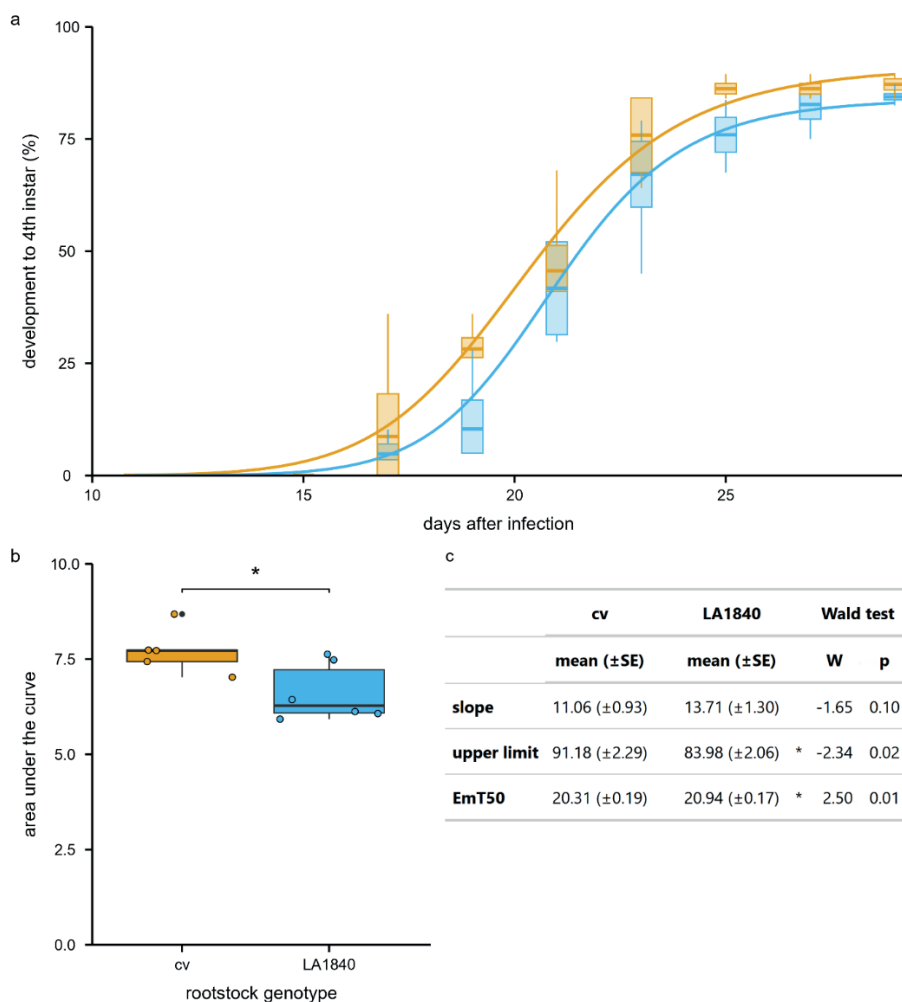 a
100
75
50
25
0
development to 4th instar (%)
10
15
20
25
days after infection
b
*
10.0
7.5
5.0
2.5
0.0
area under the curve
cv
LA1840
rootstock genotype
c
cv LA1840 Wald test
mean (±SE) mean (±SE) W p
slope 11.06 (±0.93) 13.71 (±1.30) -1.65 0.10
upper limit 91.18 (±2.29) 83.98 (±2.06) * -2.34 0.02
EmT50 20.31 (±0.19) 20.94 (±0.17) * 2.50 0.01